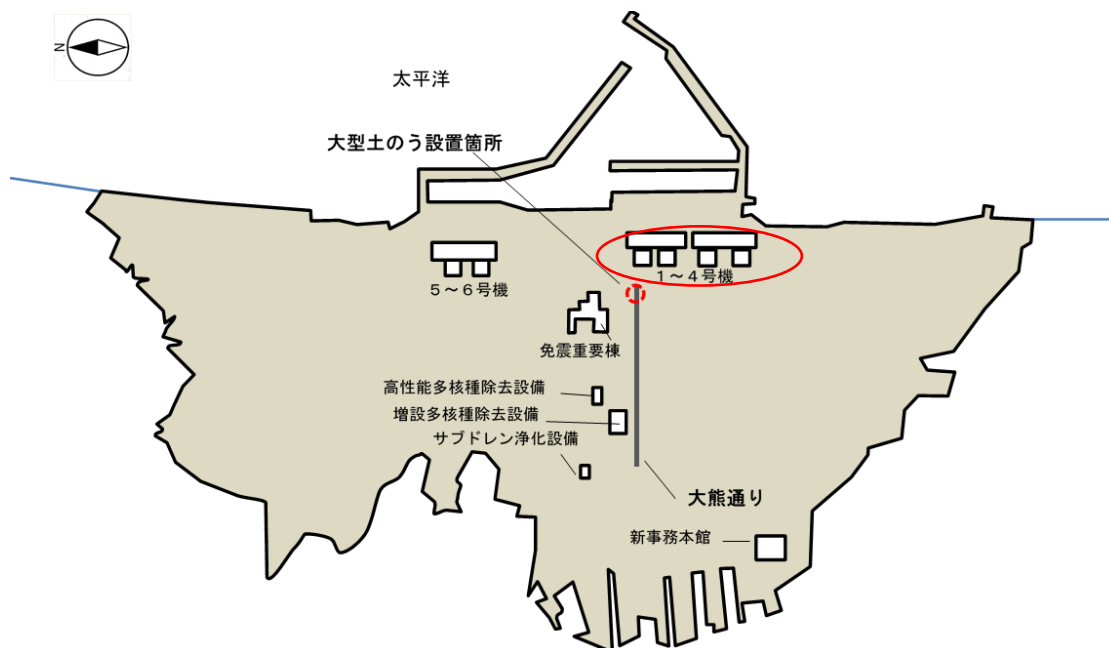 N
太平洋
大型土のう設置箇所
5～6号機
1～4号機
免震重要棟
高性能多核種除去設備
増設多核種除去設備
サブドレン浄化設備
大熊通り
新事務本館